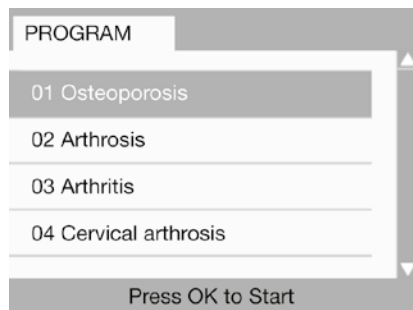 PROGRAM
01 Osteoporosis
02 Arthrosis
03 Arthritis
04 Cervical arthrosis
Press OK to Start